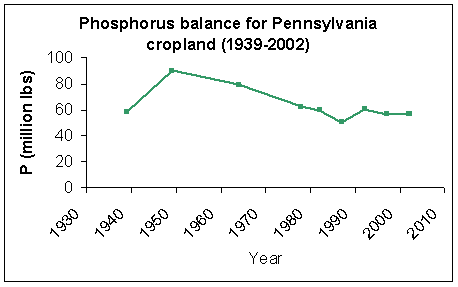 Phosphorus balance for Pennsylvania
cropland (1939-2002)
P (million lbs)
100
80
60
40
20
0
1930 1940 1950 1960 1970 1980 1990 2000 2010
Year